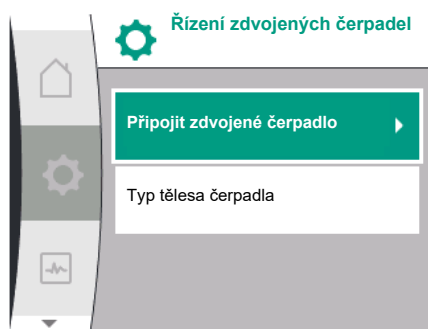 Řízení zdvojených čerpadel
Připojit zdvojené čerpadlo
Typ tělesa čerpadla